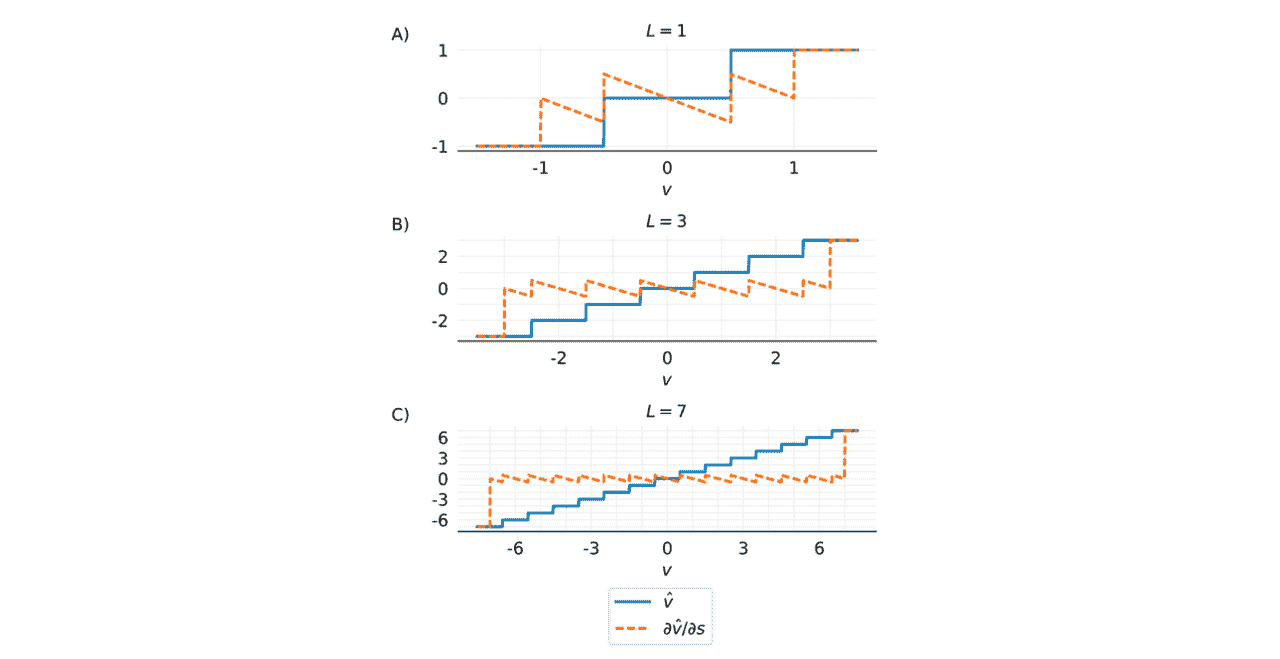 A)
L = 1
1
0
-1
-1 0 1
v
B)
L = 3
2
0
-2
-2 0 2
v
C)
L = 7
6
3
0
-3
-6
-6 -3 0 3 6
v
v̂
∂v̂/∂s